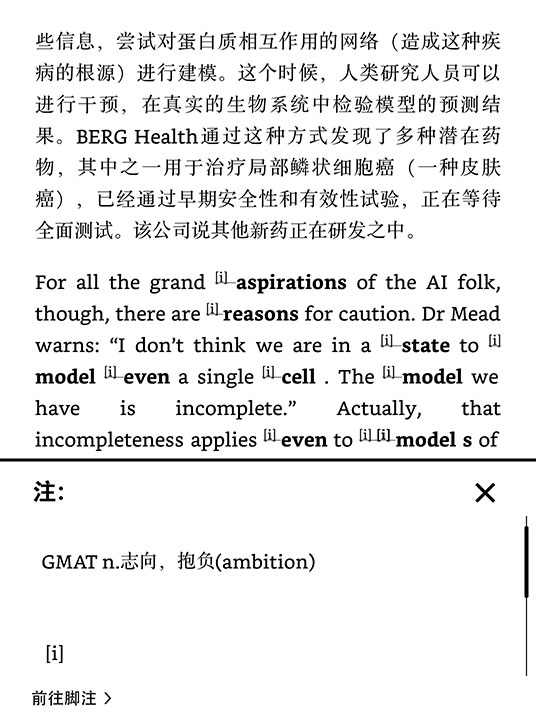 些信息，尝试对蛋白质相互作用的网络（造成这种疾
病的根源）进行建模。这个时候，人类研究人员可以
进行干预，在真实的生物系统中检验模型的预测结
果。BERG Health通过这种方式发现了多种潜在药
物，其中之一用于治疗局部鳞状细胞癌（一种皮肤
癌），已经通过早期安全性和有效性试验，正在等待
全面测试。该公司说其他新药正在研发之中。
For all the grand [i] aspirations of the AI folk,
though, there are [i] reasons for caution. Dr Mead
warns: “I don’t think we are in a [i] state to [i]
model [i] even a single [i] cell . The [i] model we
have is incomplete.” Actually, that
incompleteness applies [i] even to [i] [i] model s of
注：
GMAT n.志向，抱负(ambition)
[i]
前往脚注